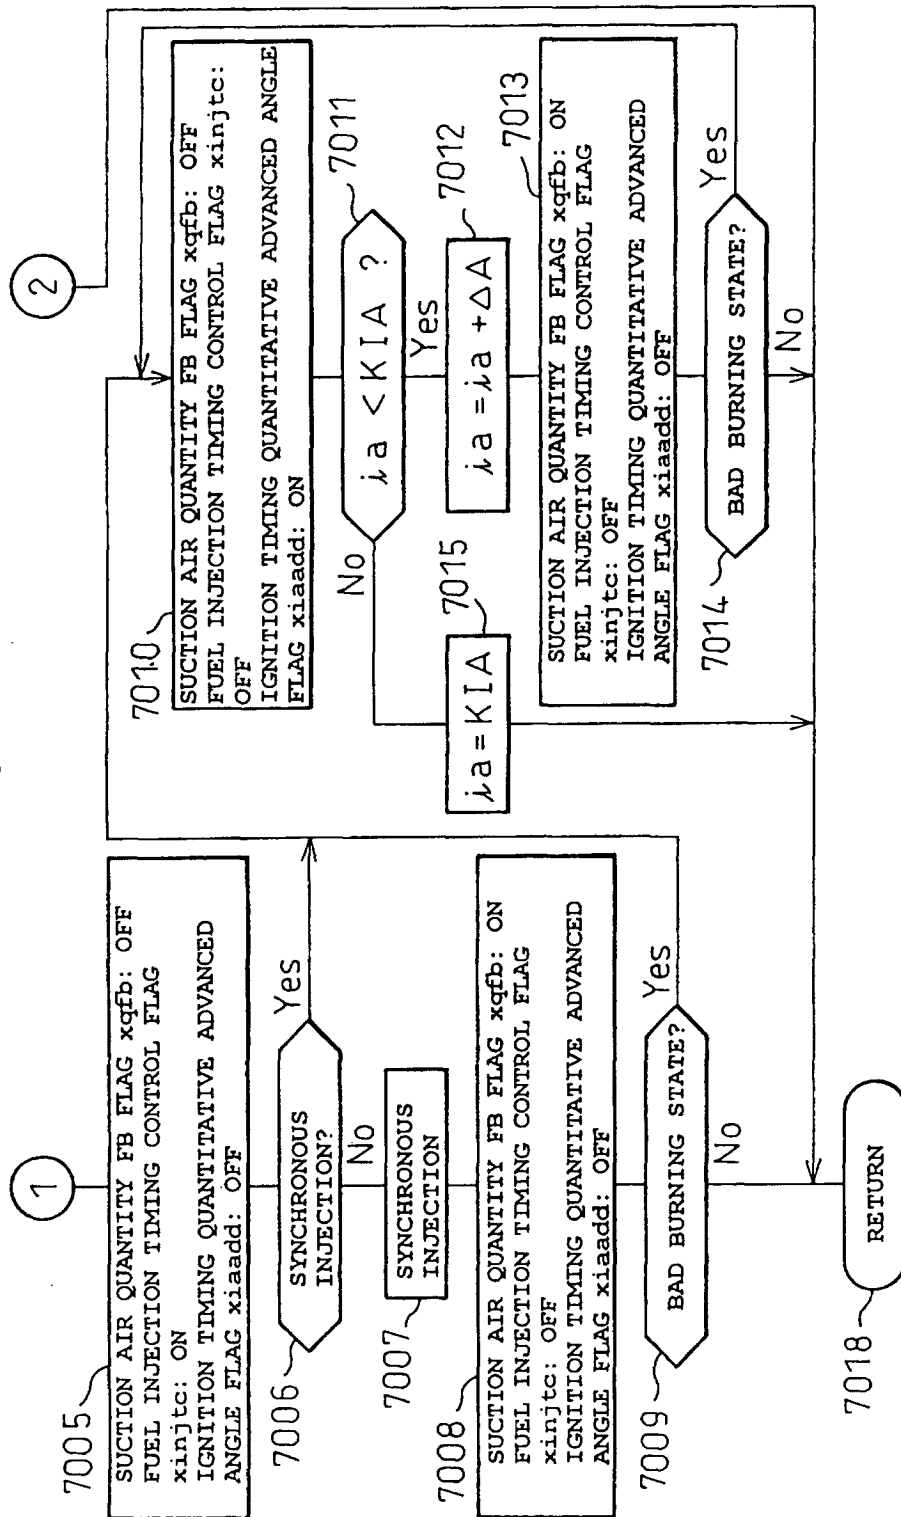 1
7005
SUCTION AIR QUANTITY FB FLAG xqfb: OFF
FUEL INJECTION TIMING CONTROL FLAG
xinjtc: ON
IGNITION TIMING QUANTITATIVE ADVANCED
ANGLE FLAG xiaadd: OFF
7006
SYNCHRONOUS
INJECTION?
Yes
No
7007
SYNCHRONOUS
INJECTION
7008
SUCTION AIR QUANTITY FB FLAG xqfb: ON
FUEL INJECTION TIMING CONTROL FLAG
xinjtc: OFF
IGNITION TIMING QUANTITATIVE ADVANCED
ANGLE FLAG xiaadd: OFF
7009
BAD BURNING STATE?
Yes
No
7018
RETURN
2
7010
SUCTION AIR QUANTITY FB FLAG xqfb: OFF
FUEL INJECTION TIMING CONTROL FLAG xinjtc:
OFF
IGNITION TIMING QUANTITATIVE ADVANCED ANGLE
FLAG xiaadd: ON
7011
ia < KIA ?
No
Yes
7012
ia = ia + ΔA
7015
ia = KIA
7013
SUCTION AIR QUANTITY FB FLAG xqfb: ON
FUEL INJECTION TIMING CONTROL FLAG
xinjtc: OFF
IGNITION TIMING QUANTITATIVE ADVANCED
ANGLE FLAG xiaadd: OFF
7014
BAD BURNING STATE?
Yes
No